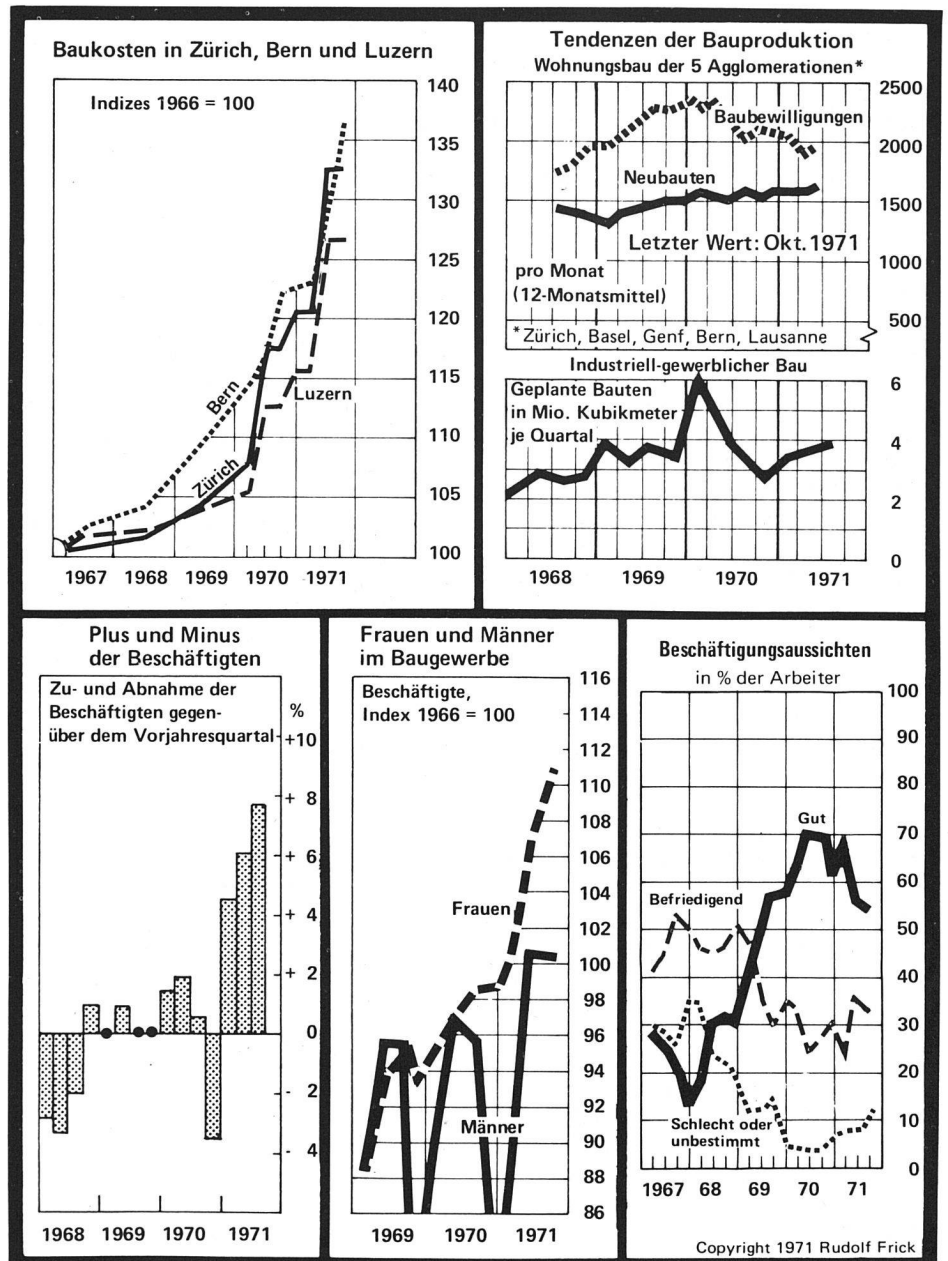 Baukosten in Zürich, Bern und Luzern
Indizes 1966 = 100
140
135
130
125
120
115
110
105
100
Bern
Zürich
Luzern
1967 1968 1969 1970 1971
Tendenzen der Bauproduktion
Wohnungsbau der 5 Agglomerationen*
2500
2000
1500
1000
500
Baubewilligungen
Neubauten
Letzter Wert: Okt. 1971
pro Monat
(12-Monatsmittel)
*Zürich, Basel, Genf, Bern, Lausanne
Industriell-gewerblicher Bau
Geplante Bauten
in Mio. Kubikmeter
je Quartal
6
4
2
0
1968 1969 1970 1971
Plus und Minus
der Beschäftigten
Zu- und Abnahme der
Beschäftigten gegen-
über dem Vorjahresquartal
%
+10
+ 8
+ 6
+ 4
+ 2
0
- 2
- 4
1968 1969 1970 1971
Frauen und Männer
im Baugewerbe
Beschäftigte,
Index 1966 = 100
116
114
112
110
108
106
104
102
100
98
96
94
92
90
88
86
Frauen
Männer
1969 1970 1971
Beschäftigungsaussichten
in % der Arbeiter
100
90
80
70
60
50
40
30
20
10
0
Gut
Befriedigend
Schlecht oder
unbestimmt
1967 68 69 70 71
Copyright 1971 Rudolf Frick